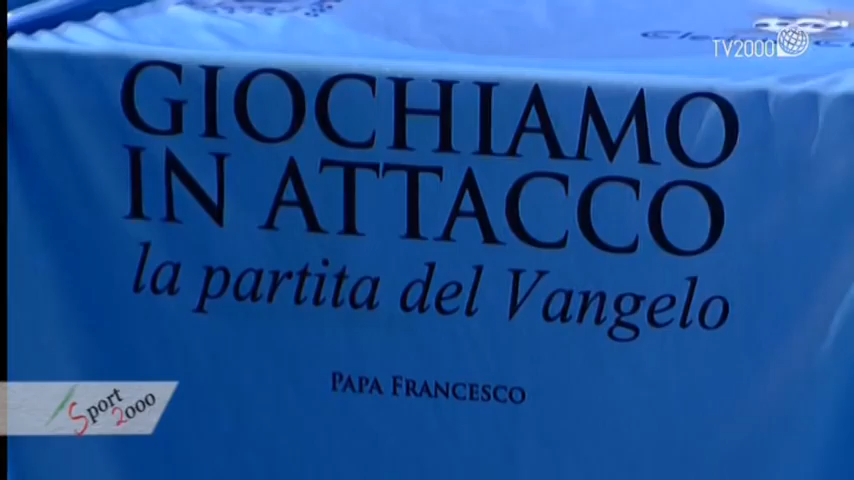 TV2000
GIOCHIAMO
IN ATTACCO
la partita del Vangelo
PAPA FRANCESCO
Sport
2000